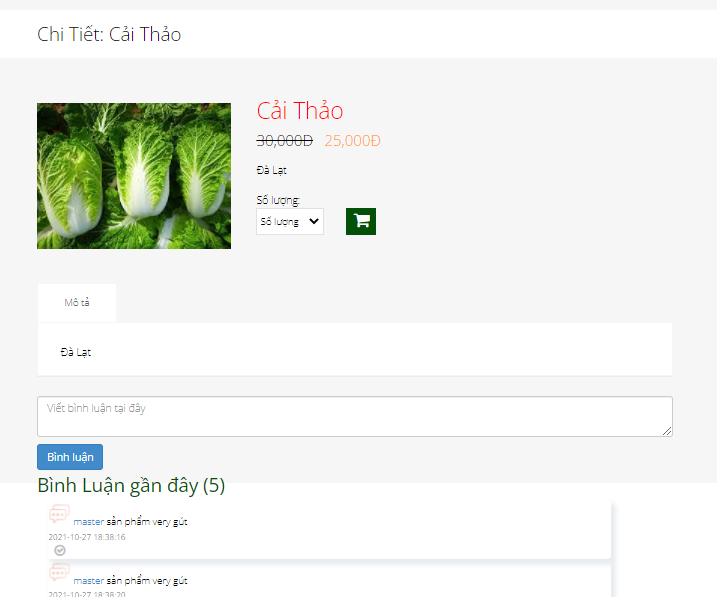 Chi Tiết: Cải Thảo
Cải Thảo
30,000Đ 25,000Đ
Đà Lạt
Số lượng:
Số lượng
Mô tả
Đà Lạt
Viết bình luận tại đây
Bình luận
Bình Luận gần đây (5)
master sản phẩm very gút
2021-10-27 18:38:16
master sản phẩm very gút
2021-10-27 18:38:20